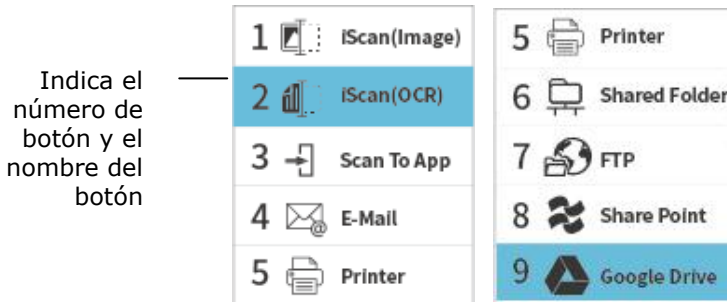 Indica el
número de
botón y el
nombre del
botón
1 iScan(Image)
2 iScan(OCR)
3 Scan To App
4 E-Mail
5 Printer
5 Printer
6 Shared Folder
7 FTP
8 Share Point
9 Google Drive